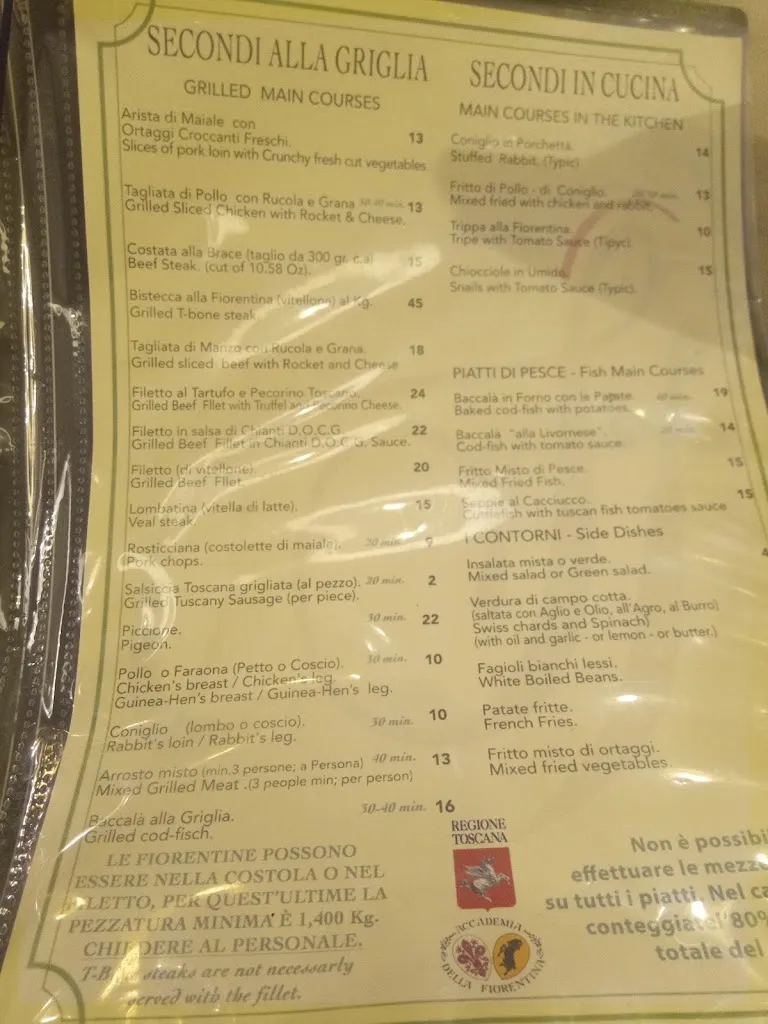 SECONDI ALLA GRIGLIA
GRILLED MAIN COURSES
Arista di Maiale con
Ortaggi Croccanti Freschi. 13
Slices of pork loin with Crunchy fresh cut vegetables.
Tagliata di Pollo con Rucola e Grana 30-40 min. 13
Grilled Sliced Chicken with Rocket & Cheese.
Costata alla Brace (taglio da 300 gr. c.a) 15
Beef Steak. (cut of 10.58 Oz).
Bistecca alla Fiorentina (vitellone) al Kg. 45
Grilled T-bone steak
Tagliata di Manzo con Rucola e Grana. 18
Grilled sliced beef with Rocket and Cheese
Filetto al Tartufo e Pecorino Toscano. 24
Grilled Beef Fllet with Truffel and Pecorino Cheese.
Filetto in salsa di Chianti D.O.C.G. 22
Grilled Beef Fillet in Chianti D.O.C.G. Sauce.
Filetto (di vitellone). 20
Grilled Beef Fllet.
Lombatina (vitella di latte). 15
Veal steak.
Rosticciana (costolette di maiale). 20 min. 9
Pork chops.
Salsiccia Toscana grigliata (al pezzo). 20 min. 2
Grilled Tuscany Sausage (per piece).
Piccione. 30 min. 22
Pigeon.
Pollo o Faraona (Petto o Coscio). 30 min. 10
Chicken's breast / Chicken's leg.
Guinea-Hen's breast / Guinea-Hen's leg.
Coniglio (lombo o coscio). 30 min. 10
Rabbit's loin / Rabbit's leg.
Arrosto misto (min.3 persone; a Persona) 40 min. 13
Mixed Grilled Meat .(3 people min; per person)
Baccalà alla Griglia. 30-40 min. 16
Grilled cod-fisch.
LE FIORENTINE POSSONO
ESSERE NELLA COSTOLA O NEL
FILETTO, PER QUEST'ULTIME LA
PEZZATURA MINIMA È 1,400 Kg.
CHIEDERE AL PERSONALE.
T-B steaks are not necessarly
served with the fillet.
SECONDI IN CUCINA
MAIN COURSES IN THE KITCHEN
Coniglio in Porchetta. 14
Stuffed Rabbit. (Typic)
Fritto di Pollo - di Coniglio. 13
Mixed fried with chicken and rabbit.
Trippa alla Fiorentina. 10
Tripe with Tomato Sauce (Tipyc).
Chiocciole in Umido. 15
Snails with Tomato Sauce (Typic).
PIATTI DI PESCE - Fish Main Courses
Baccalà in Forno con le Patate. 40 min. 19
Baked cod-fish with potatoes.
Baccalà "alla Livornese". 14
Cod-fish with tomato sauce.
Fritto Misto di Pesce. 15
Mixed Fried Fish.
Seppie al Cacciucco. 15
Cuttlefish with tuscan fish tomatoes sauce
I CONTORNI - Side Dishes
Insalata mista o verde. 4
Mixed salad or Green salad.
Verdura di campo cotta.
(saltata con Aglio e Olio, all'Agro, al Burro)
Swiss chards and Spinach)
(with oil and garlic - or lemon - or butter.)
Fagioli bianchi lessi.
White Boiled Beans.
Patate fritte.
French Fries.
Fritto misto di ortaggi.
Mixed fried vegetables.
REGIONE
TOSCANA
ACCADEMIA
DELLA FIORENTINA
Non è possibi
effettuare le mezz
su tutti i piatti. Nel ca
conteggiate l'80%
totale del